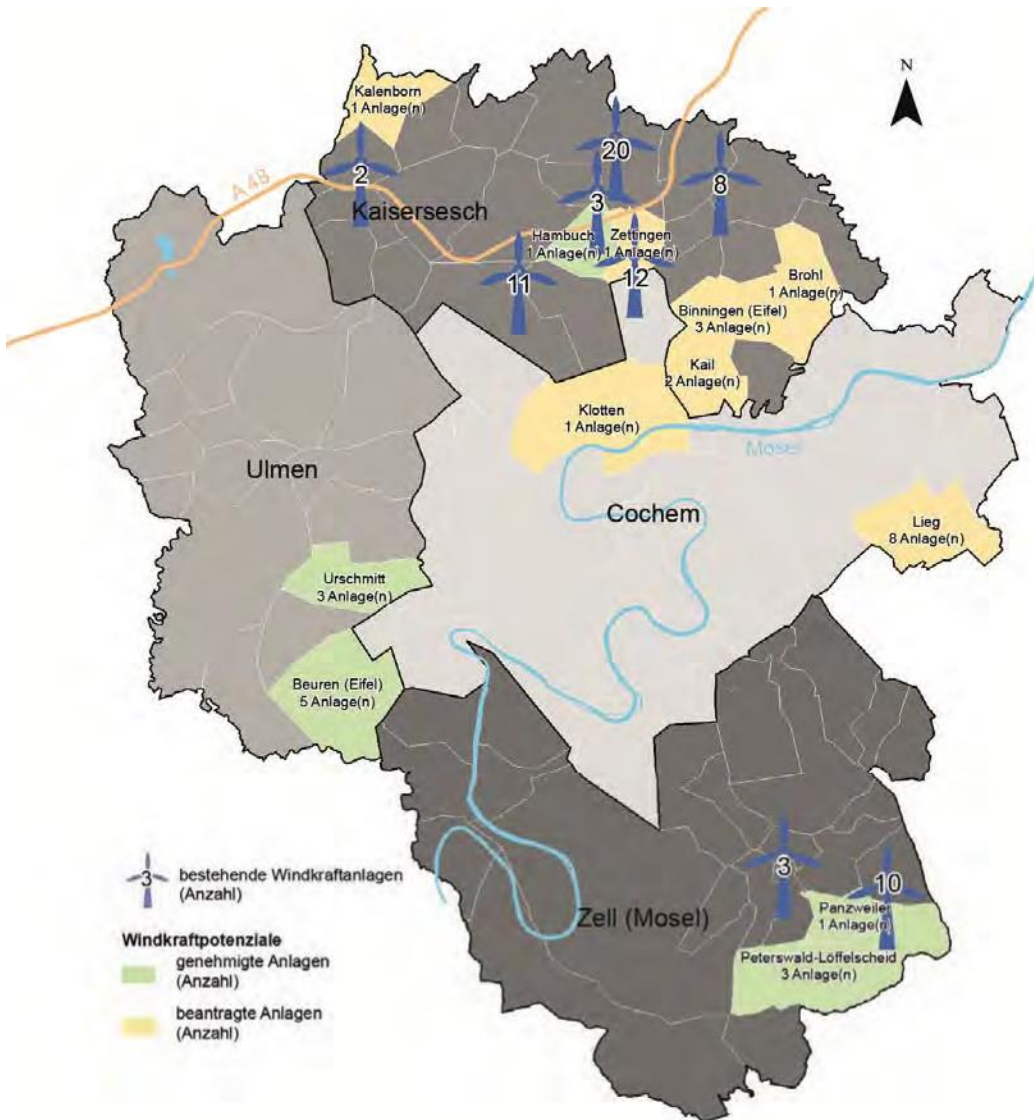 N
Kalenborn
1 Anlage(n)
A 48
2
20
8
3
Kaisersesch
Hambuch
1 Anlage(n)
Zettingen
1 Anlage(n)
11
12
Brohl
1 Anlage(n)
Binningen (Eifel)
3 Anlage(n)
Kail
2 Anlage(n)
Klotten
1 Anlage(n)
Mosel
Ulmen
Cochem
Lieg
8 Anlage(n)
Urschmitt
3 Anlage(n)
Beuren (Eifel)
5 Anlage(n)
3
10
Panzweiler
1 Anlage(n)
Zell (Mosel)
Peterswald-Löffelscheid
3 Anlage(n)
3
bestehende Windkraftanlagen
(Anzahl)
Windkraftpotenziale
genehmigte Anlagen
(Anzahl)
beantragte Anlagen
(Anzahl)